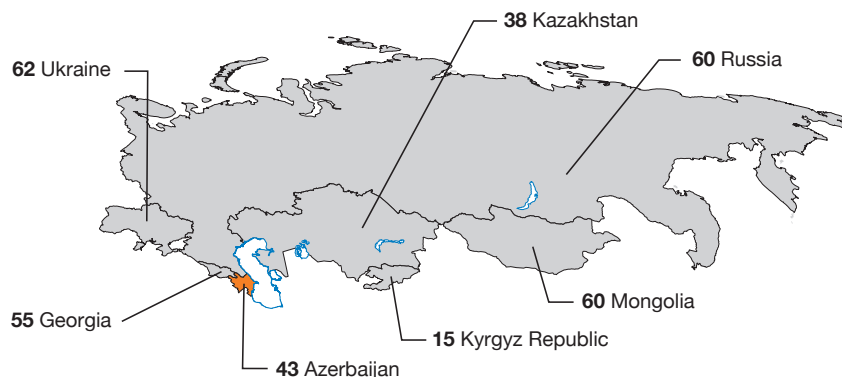 38 Kazakhstan
60 Russia
62 Ukraine
60 Mongolia
55 Georgia
15 Kyrgyz Republic
43 Azerbaijan